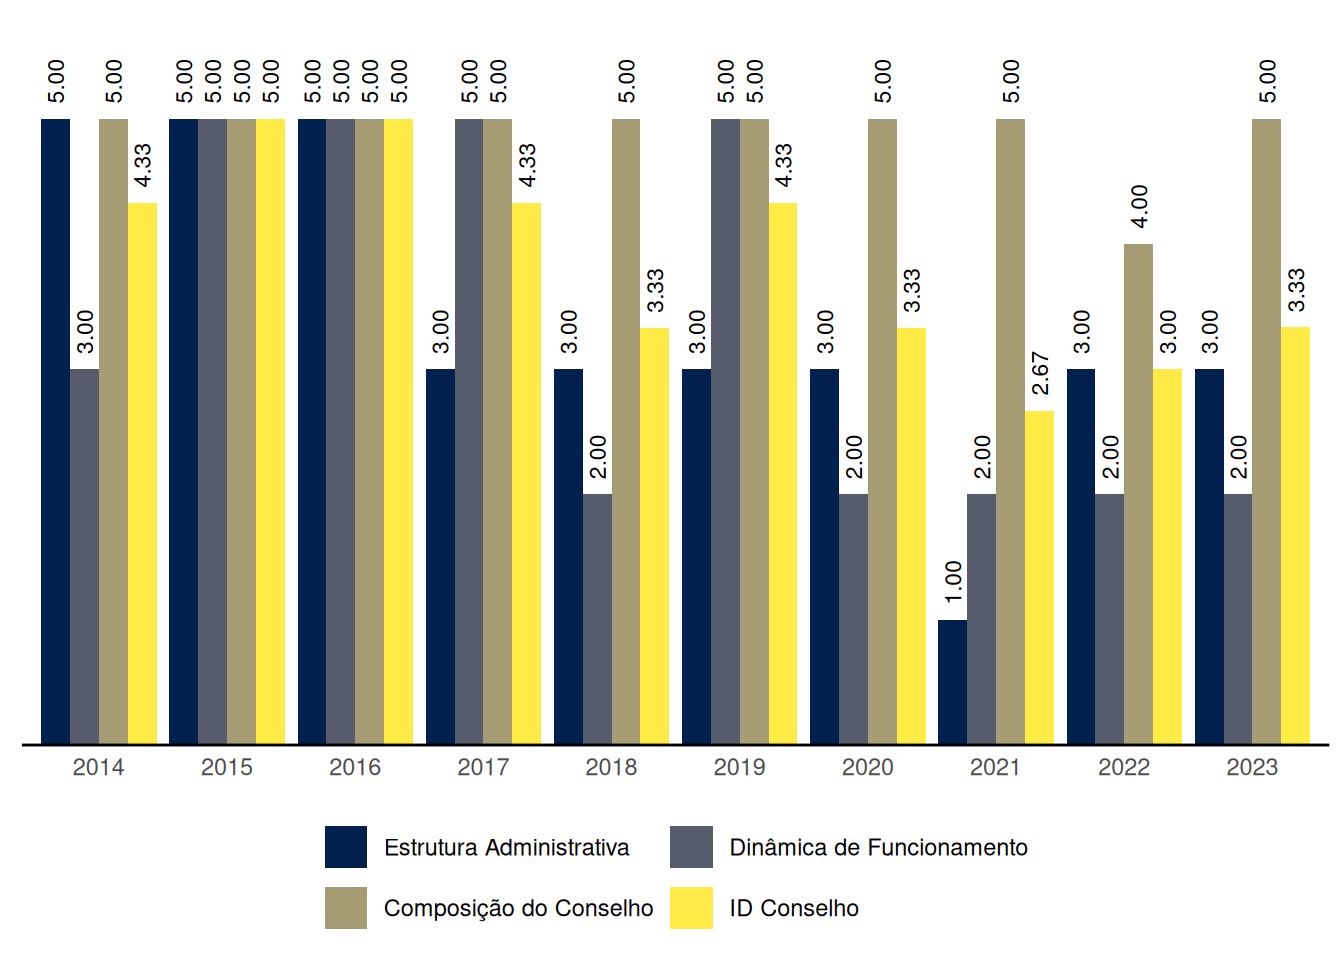 5.00 3.00 5.00 4.33 5.00 5.00 5.00 5.00 5.00 5.00 5.00 5.00 3.00 5.00 5.00 4.33 3.00 2.00 5.00 3.33 3.00 5.00 5.00 4.33 3.00 2.00 5.00 3.33 1.00 2.00 5.00 2.67 3.00 2.00 4.00 3.00 3.00 2.00 5.00 3.33
2014 2015 2016 2017 2018 2019 2020 2021 2022 2023
Estrutura Administrativa Dinâmica de Funcionamento
Composição do Conselho ID Conselho